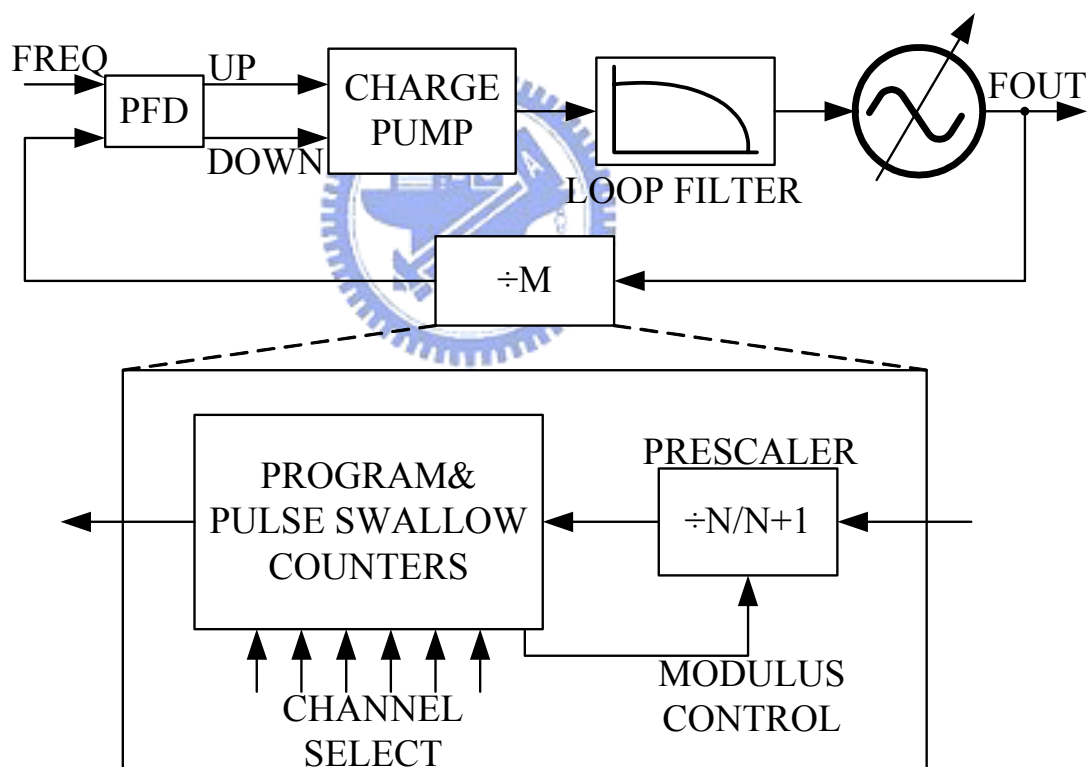 FREQ
UP
PFD
DOWN
CHARGE
PUMP
LOOP FILTER
FOUT
÷M
PROGRAM&
PULSE SWALLOW
COUNTERS
PRESCALER
÷N/N+1
MODULUS
CONTROL
CHANNEL
SELECT